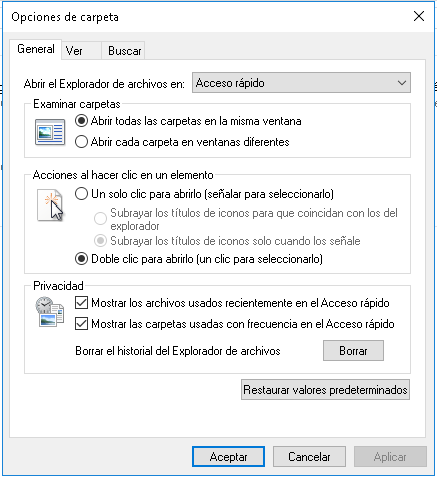 Opciones de carpeta
General
Ver
Buscar
Abrir el Explorador de archivos en:
Acceso rápido
Examinar carpetas
Abrir todas las carpetas en la misma ventana
Abrir cada carpeta en ventanas diferentes
Acciones al hacer clic en un elemento
Un solo clic para abrirlo (señalar para seleccionarlo)
Subrayar los títulos de iconos para que coincidan con los del
explorador
Subrayar los títulos de iconos solo cuando los señale
Doble clic para abrirlo (un clic para seleccionarlo)
Privacidad
Mostrar los archivos usados recientemente en el Acceso rápido
Mostrar las carpetas usadas con frecuencia en el Acceso rápido
Borrar el historial del Explorador de archivos
Borrar
Restaurar valores predeterminados
Aceptar
Cancelar
Aplicar